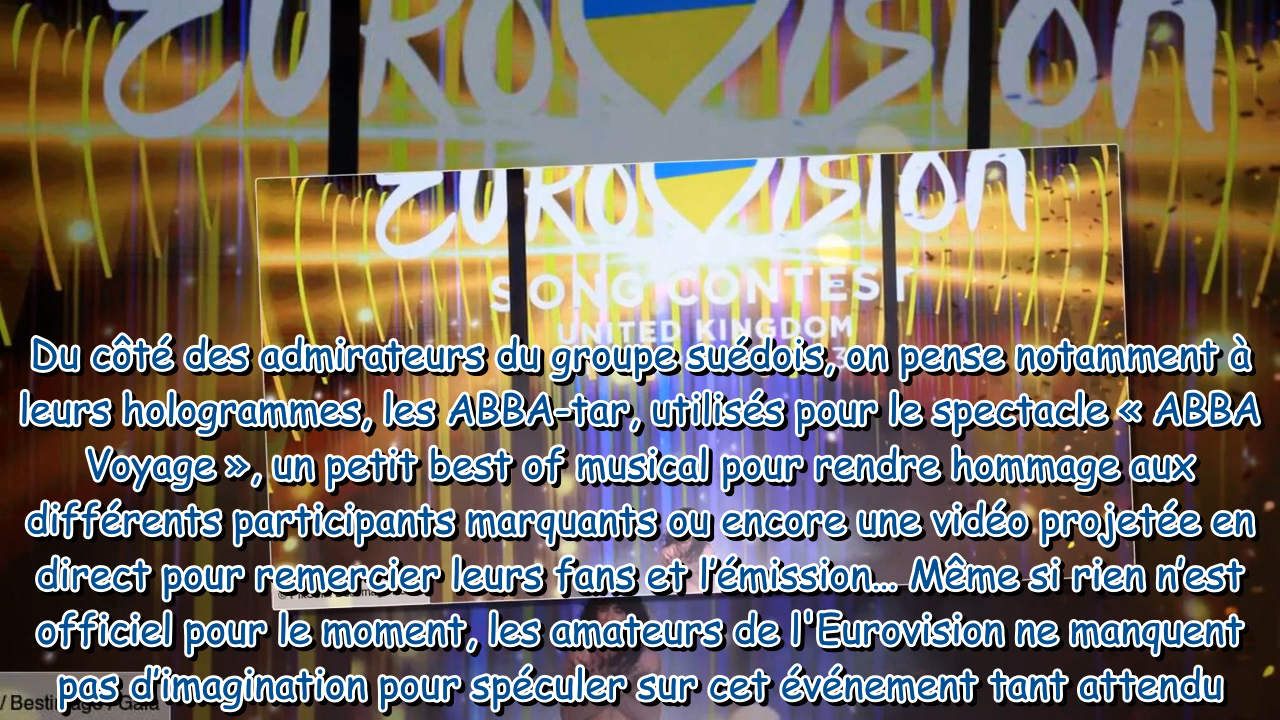 EUROVISION
EUROVISION
SONG CONTEST
UNITED KINGDOM
Du côté des admirateurs du groupe suédois, on pense notamment à
leurs hologrammes, les ABBA-tar, utilisés pour le spectacle « ABBA
Voyage », un petit best of musical pour rendre hommage aux
différents participants marquants ou encore une vidéo projetée en
direct pour remercier leurs fans et l’émission... Même si rien n’est
officiel pour le moment, les amateurs de l'Eurovision ne manquent
pas d’imagination pour spéculer sur cet événement tant attendu
/ Bestimage / Gala